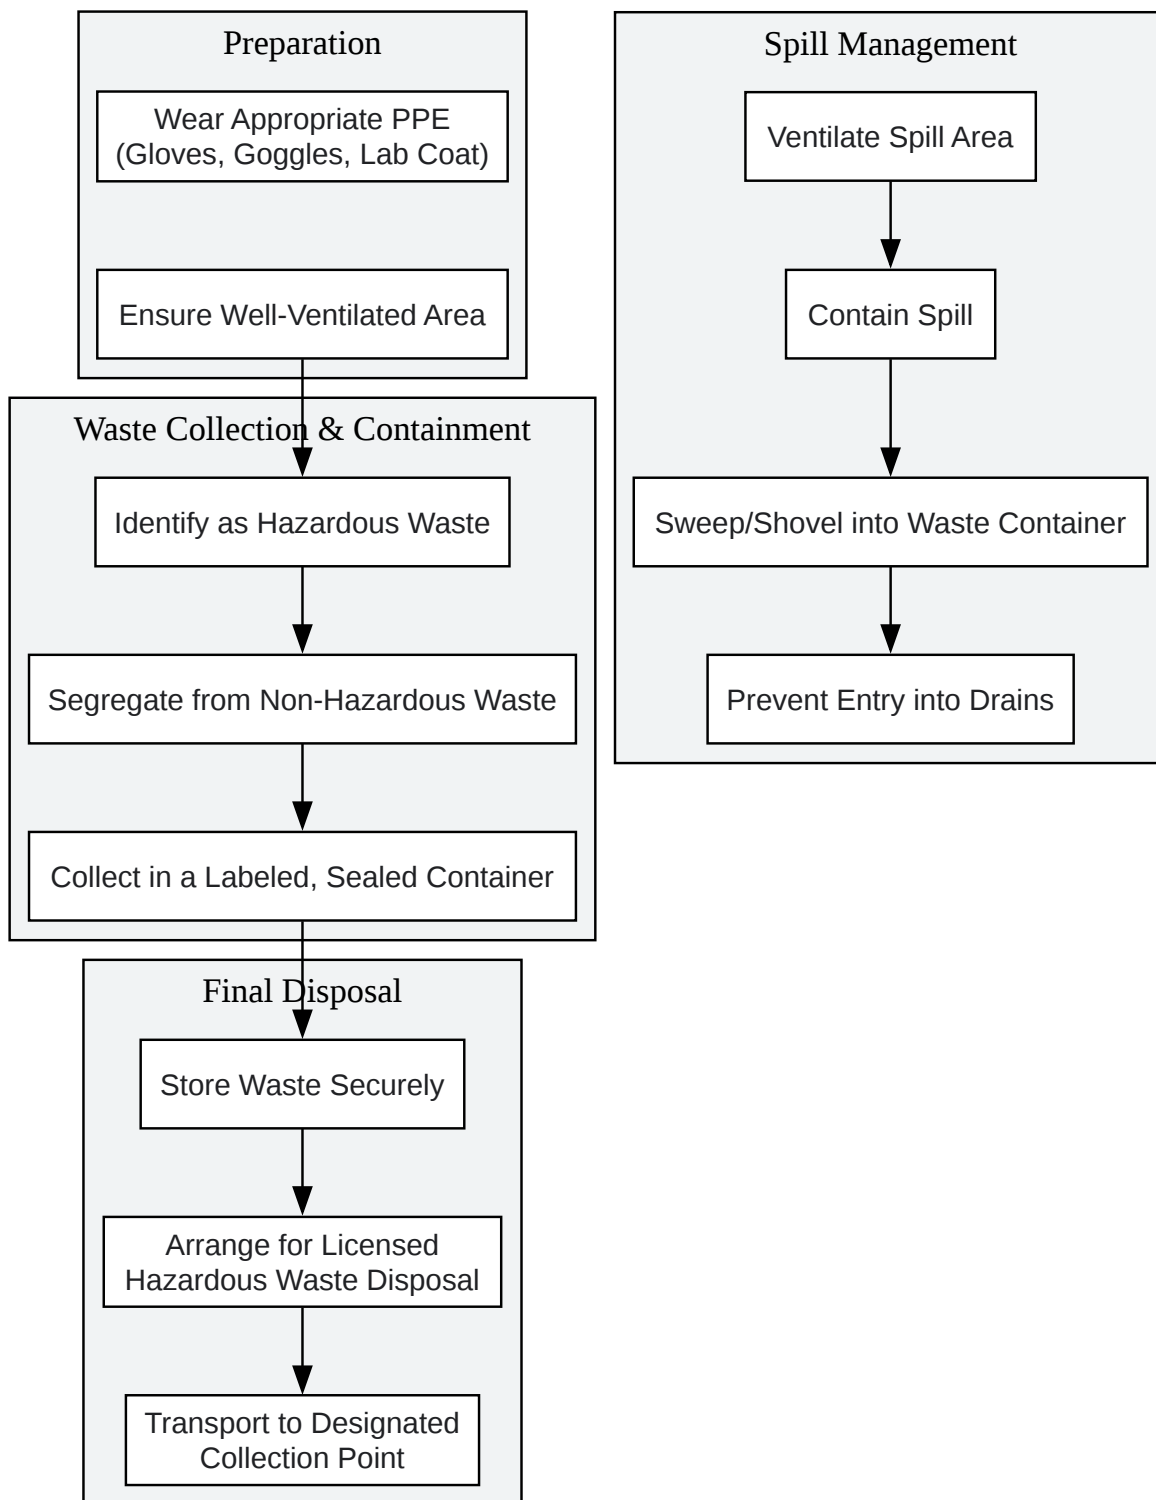 Preparation
Wear Appropriate PPE
(Gloves, Goggles, Lab Coat)
Ensure Well-Ventilated Area
Waste Collection & Containment
Identify as Hazardous Waste
Segregate from Non-Hazardous Waste
Collect in a Labeled, Sealed Container
Final Disposal
Store Waste Securely
Arrange for Licensed
Hazardous Waste Disposal
Transport to Designated
Collection Point
Spill Management
Ventilate Spill Area
Contain Spill
Sweep/Shovel into Waste Container
Prevent Entry into Drains